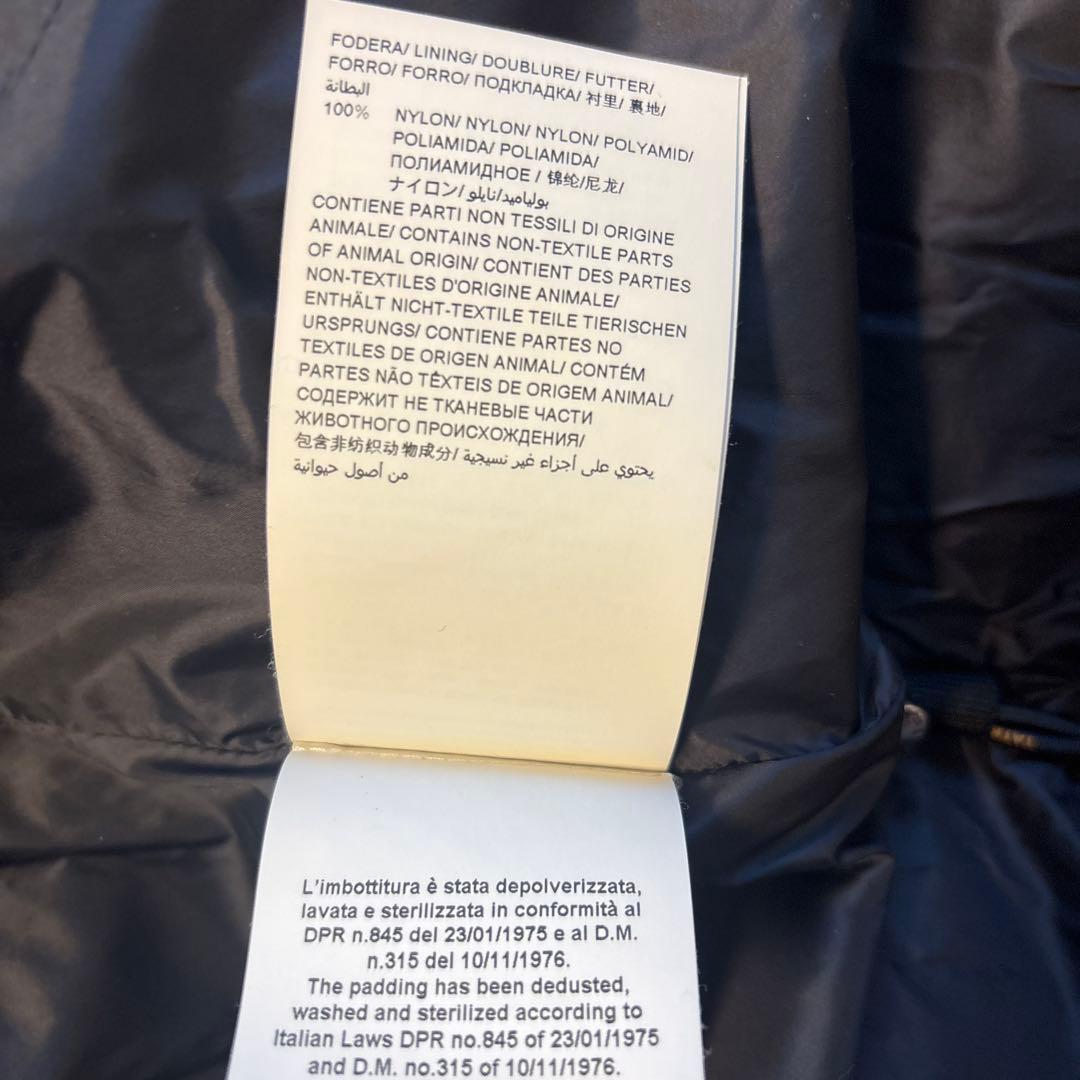 FODERA/ LINING/ DOUBLURE/ FUTTER/
FORRO/ FORRO/ ПОДКЛАДКА/ 衬里/ 裏地/
البطانة
100% NYLON/ NYLON/ NYLON/ POLYAMID/
POLIAMIDA/ POLIAMIDA/
ПОЛИАМИДНОЕ / 锦纶/尼龙/
ナイロン/ بولياميد/نايلو
CONTIENE PARTI NON TESSILI DI ORIGINE
ANIMALE/ CONTAINS NON-TEXTILE PARTS
OF ANIMAL ORIGIN/ CONTIENT DES PARTIES
NON-TEXTILES D'ORIGINE ANIMALE/
ENTHÄLT NICHT-TEXTILE TEILE TIERISCHEN
URSPRUNGS/ CONTIENE PARTES NO
TEXTILES DE ORIGEN ANIMAL/ CONTÉM
PARTES NÃO TÊXTEIS DE ORIGEM ANIMAL/
СОДЕРЖИТ НЕ ТКАНЕВЫЕ ЧАСТИ
ЖИВОТНОГО ПРОИСХОЖДЕНИЯ/
包含非纺织动物成分/ يحتوي على أجزاء غير نسيجية
من أصول حيوانية
L'imbottitura è stata depolverizzata,
lavata e sterilizzata in conformità al
DPR n.845 del 23/01/1975 e al D.M.
n.315 del 10/11/1976.
The padding has been dedusted,
washed and sterilized according to
Italian Laws DPR no.845 of 23/01/1975
and D.M. no.315 of 10/11/1976.